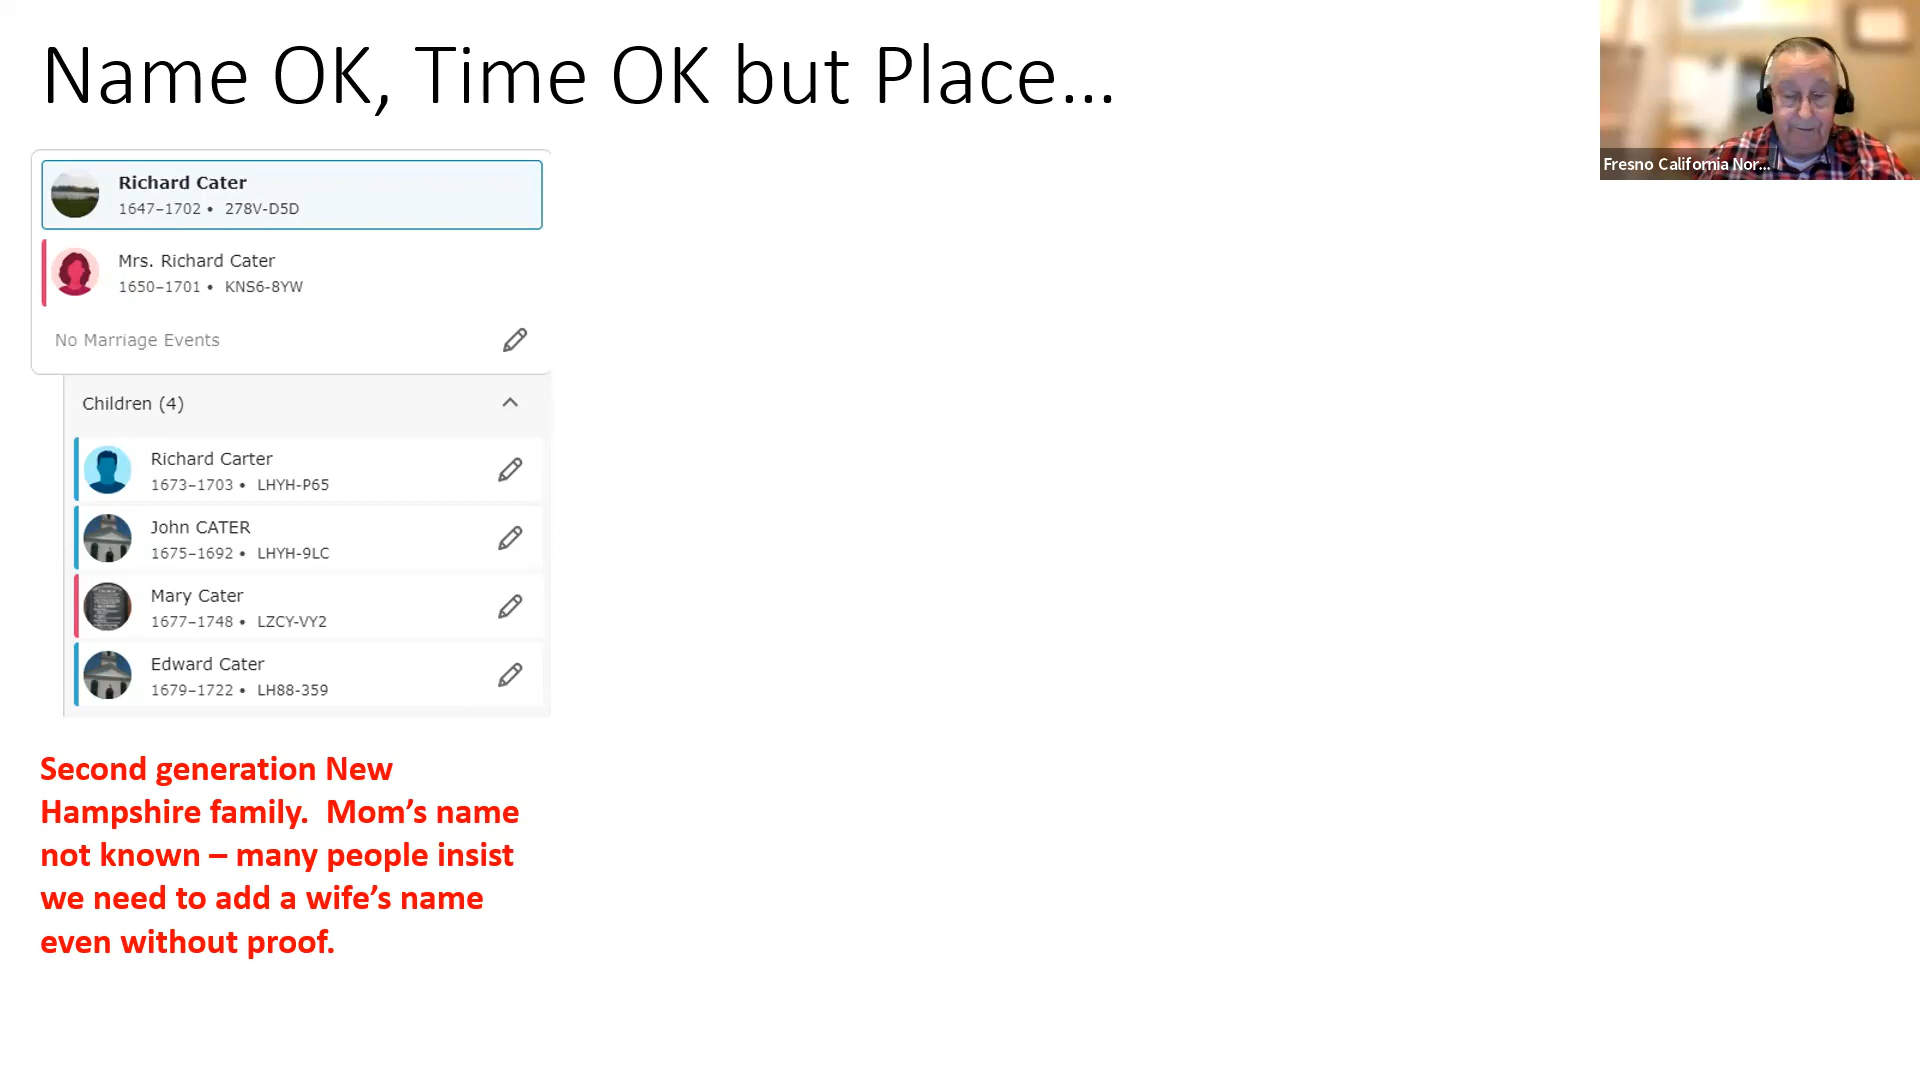 Name OK, Time OK but Place...
Fresno California Nor...
Richard Cater
1647–1702 • 278V-D5D
Mrs. Richard Cater
1650–1701 • KNS6-8YW
No Marriage Events
Children (4)
Richard Carter
1673–1703 • LHYH-P65
John CATER
1675–1692 • LHYH-9LC
Mary Cater
1677–1748 • LZCY-VY2
Edward Cater
1679–1722 • LH88-359
Second generation New
Hampshire family.  Mom’s name
not known – many people insist
we need to add a wife’s name
even without proof.